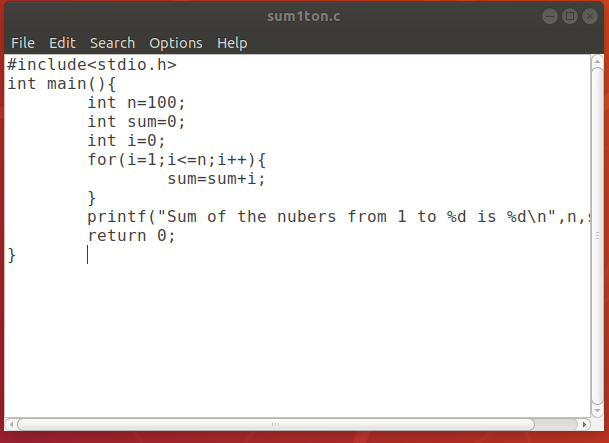 sum1ton.c
File Edit Search Options Help
#include<stdio.h>
int main(){
        int n=100;
        int sum=0;
        int i=0;
        for(i=1;i<=n;i++){
                sum=sum+i;
        }
        printf("Sum of the nubers from 1 to %d is %d\n",n,
        return 0;
}